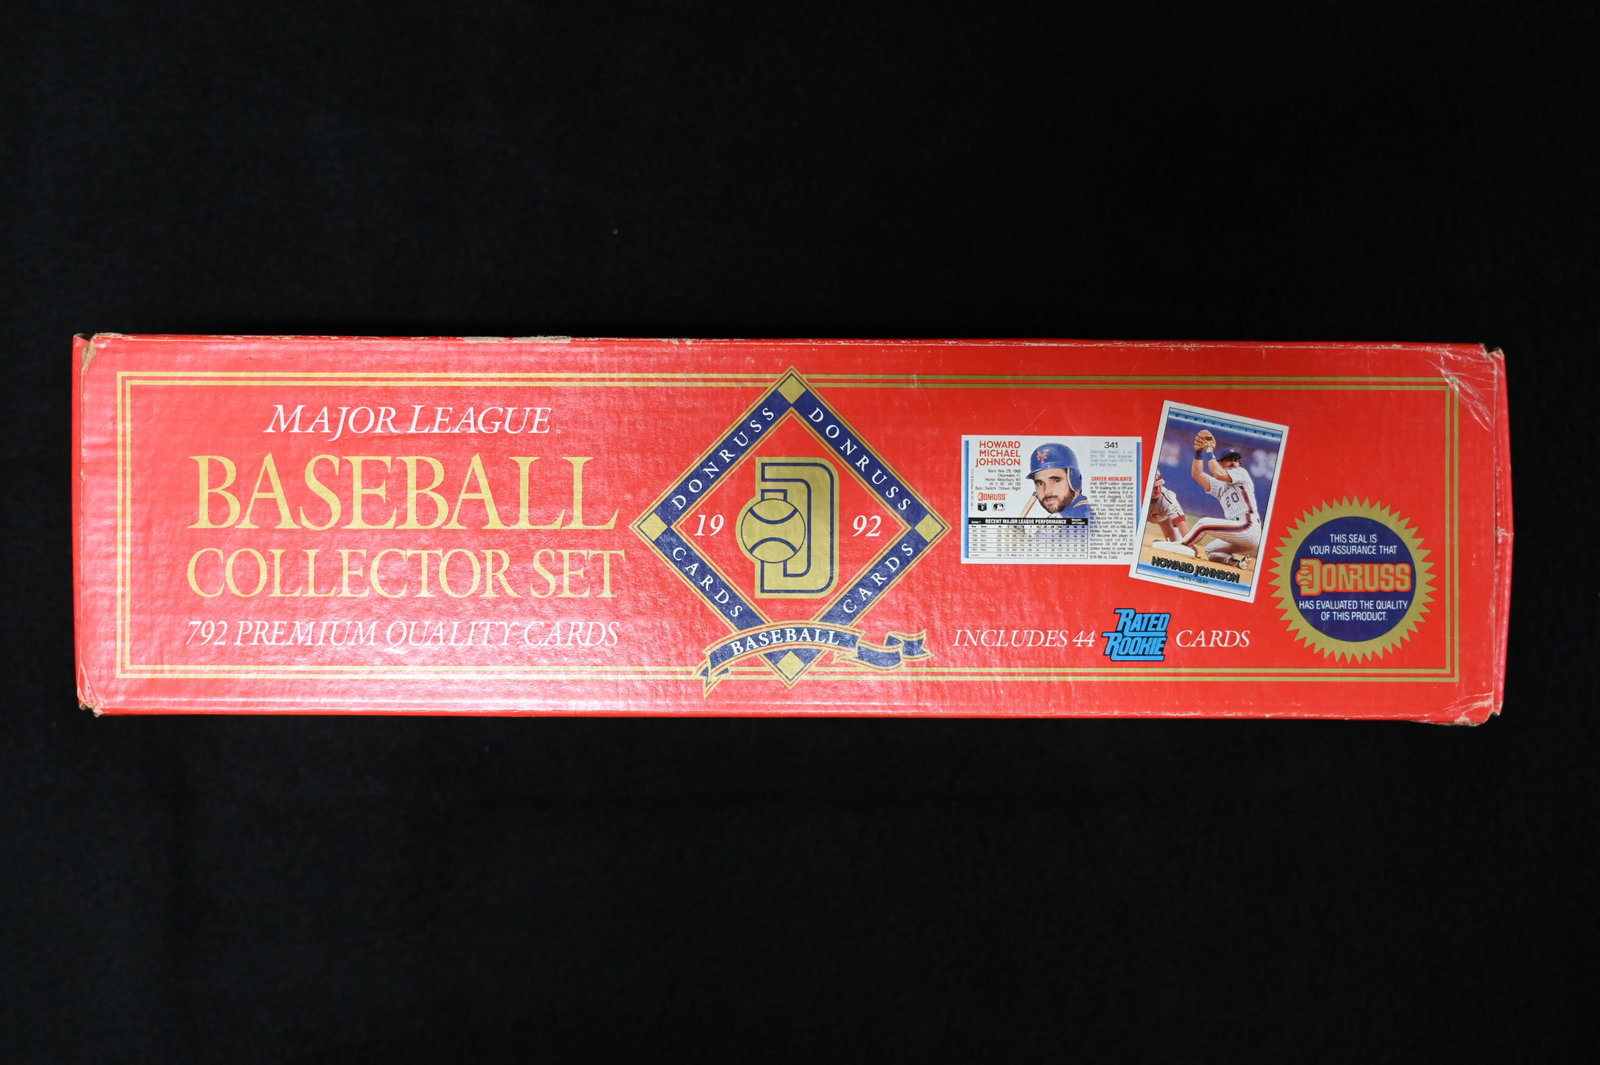 MAJOR LEAGUE
BASEBALL
COLLECTOR SET
792 PREMIUM QUALITY CARDS
DONRUSS DONRUSS
19 92
CARDS CARDS
BASEBALL
HOWARD
MICHAEL
JOHNSON
341
DONRUSS
CAREER HIGHLIGHTS
RECENT MAJOR LEAGUE PERFORMANCE
20
HOWARD JOHNSON
INCLUDES 44 RATED ROOKIE CARDS
THIS SEAL IS
YOUR ASSURANCE THAT
DONRUSS
HAS EVALUATED THE QUALITY
OF THIS PRODUCT.